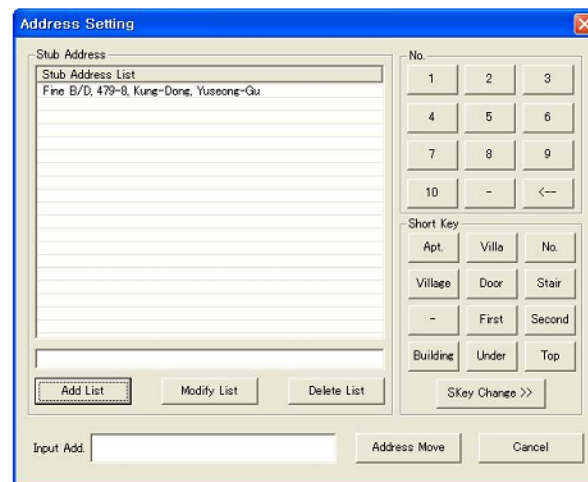 Address Setting
Stub Address
Stub Address List
Fine B/D, 479-8, Kung-Dong, Yuseong-Gu
Add List
Modify List
Delete List
No.
1 2 3
4 5 6
7 8 9
10 - <--
Short Key
Apt. Villa No.
Village Door Stair
- First Second
Building Under Top
SKey Change >>
Input Add.
Address Move
Cancel